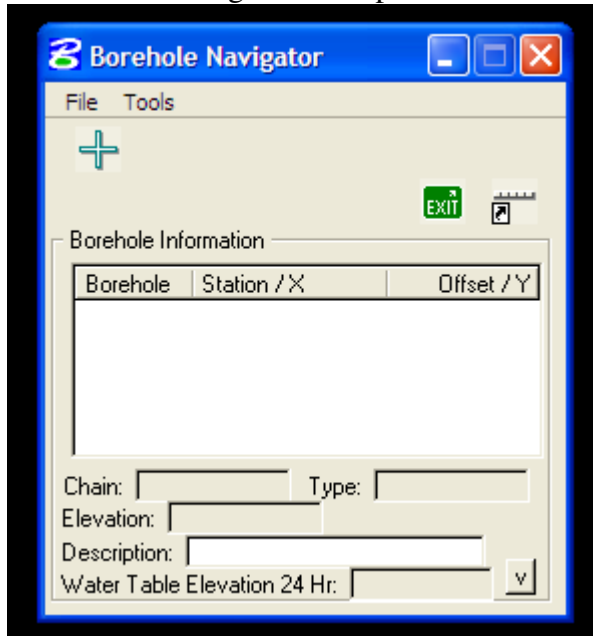 Borehole Navigator
File Tools
EXIT
Borehole Information
Borehole Station / X Offset / Y
Chain: Type:
Elevation:
Description:
Water Table Elevation 24 Hr: v